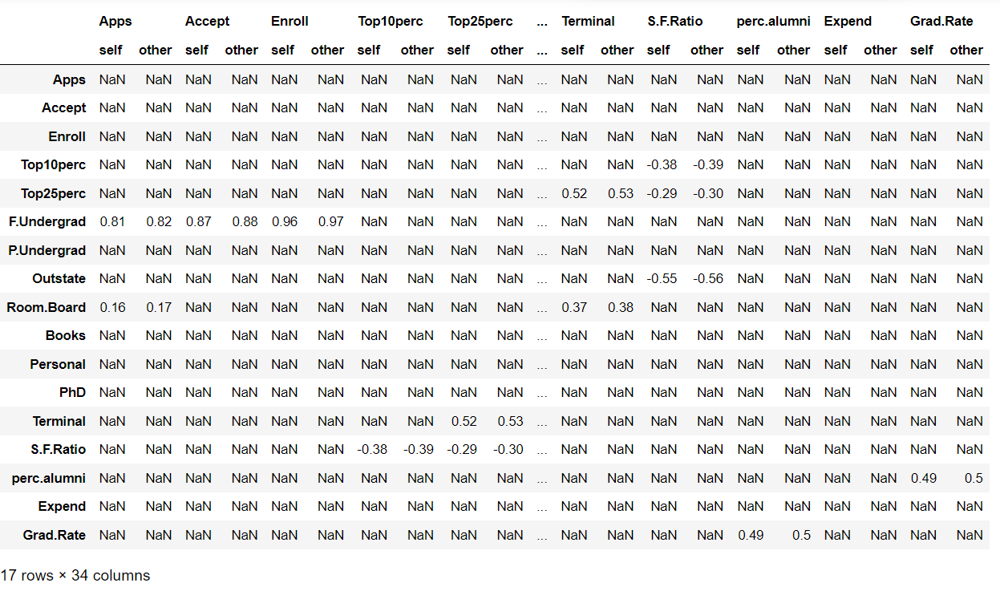 Apps Accept Enroll Top10perc Top25perc ... Terminal S.F.Ratio perc.alumni Expend Grad.Rate
self other self other self other self other self other ... self other self other self other self other self other
Apps NaN NaN NaN NaN NaN NaN NaN NaN NaN NaN ... NaN NaN NaN NaN NaN NaN NaN NaN NaN NaN
Accept NaN NaN NaN NaN NaN NaN NaN NaN NaN NaN ... NaN NaN NaN NaN NaN NaN NaN NaN NaN NaN
Enroll NaN NaN NaN NaN NaN NaN NaN NaN NaN NaN ... NaN NaN NaN NaN NaN NaN NaN NaN NaN NaN
Top10perc NaN NaN NaN NaN NaN NaN NaN NaN NaN NaN ... NaN NaN -0.38 -0.39 NaN NaN NaN NaN NaN NaN
Top25perc NaN NaN NaN NaN NaN NaN NaN NaN NaN NaN ... 0.52 0.53 -0.29 -0.30 NaN NaN NaN NaN NaN NaN
F.Undergrad 0.81 0.82 0.87 0.88 0.96 0.97 NaN NaN NaN NaN ... NaN NaN NaN NaN NaN NaN NaN NaN NaN NaN
P.Undergrad NaN NaN NaN NaN NaN NaN NaN NaN NaN NaN ... NaN NaN NaN NaN NaN NaN NaN NaN NaN NaN
Outstate NaN NaN NaN NaN NaN NaN NaN NaN NaN NaN ... NaN NaN -0.55 -0.56 NaN NaN NaN NaN NaN NaN
Room.Board 0.16 0.17 NaN NaN NaN NaN NaN NaN NaN NaN ... 0.37 0.38 NaN NaN NaN NaN NaN NaN NaN NaN
Books NaN NaN NaN NaN NaN NaN NaN NaN NaN NaN ... NaN NaN NaN NaN NaN NaN NaN NaN NaN NaN
Personal NaN NaN NaN NaN NaN NaN NaN NaN NaN NaN ... NaN NaN NaN NaN NaN NaN NaN NaN NaN NaN
PhD NaN NaN NaN NaN NaN NaN NaN NaN NaN NaN ... NaN NaN NaN NaN NaN NaN NaN NaN NaN NaN
Terminal NaN NaN NaN NaN NaN NaN NaN NaN 0.52 0.53 ... NaN NaN NaN NaN NaN NaN NaN NaN NaN NaN
S.F.Ratio NaN NaN NaN NaN NaN NaN -0.38 -0.39 -0.29 -0.30 ... NaN NaN NaN NaN NaN NaN NaN NaN NaN NaN
perc.alumni NaN NaN NaN NaN NaN NaN NaN NaN NaN NaN ... NaN NaN NaN NaN NaN NaN NaN NaN 0.49 0.5
Expend NaN NaN NaN NaN NaN NaN NaN NaN NaN NaN ... NaN NaN NaN NaN NaN NaN NaN NaN NaN NaN
Grad.Rate NaN NaN NaN NaN NaN NaN NaN NaN NaN NaN ... NaN NaN NaN NaN 0.49 0.5 NaN NaN NaN NaN
17 rows × 34 columns